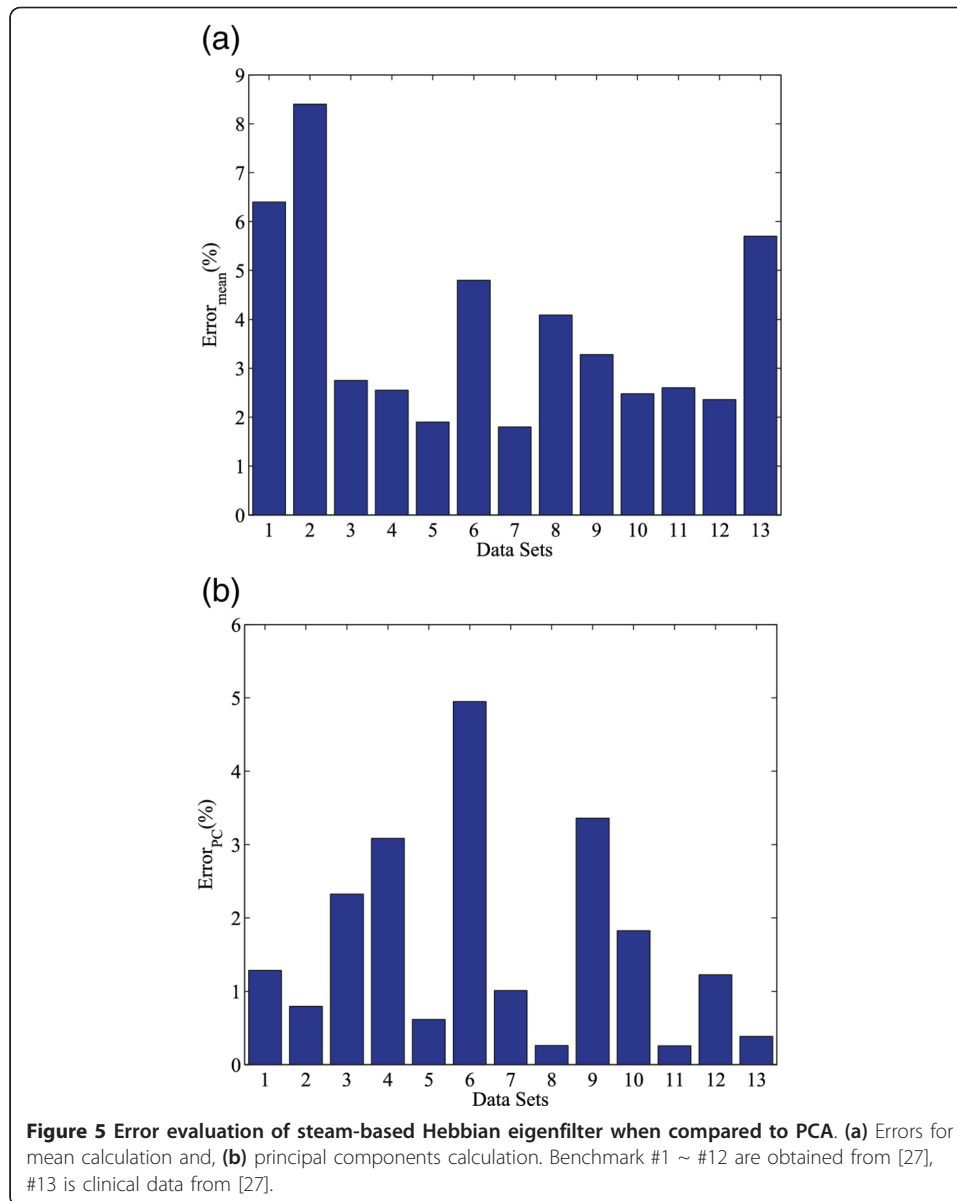 (a)
9
8
7
6
5
4
3
2
1
0
Error_mean(%)
1 2 3 4 5 6 7 8 9 10 11 12 13
Data Sets
(b)
6
5
4
3
2
1
0
Error_PC(%)
1 2 3 4 5 6 7 8 9 10 11 12 13
Data Sets
Figure 5 Error evaluation of steam-based Hebbian eigenfilter when compared to PCA. (a) Errors for
mean calculation and, (b) principal components calculation. Benchmark #1 ~ #12 are obtained from [27],
#13 is clinical data from [27].